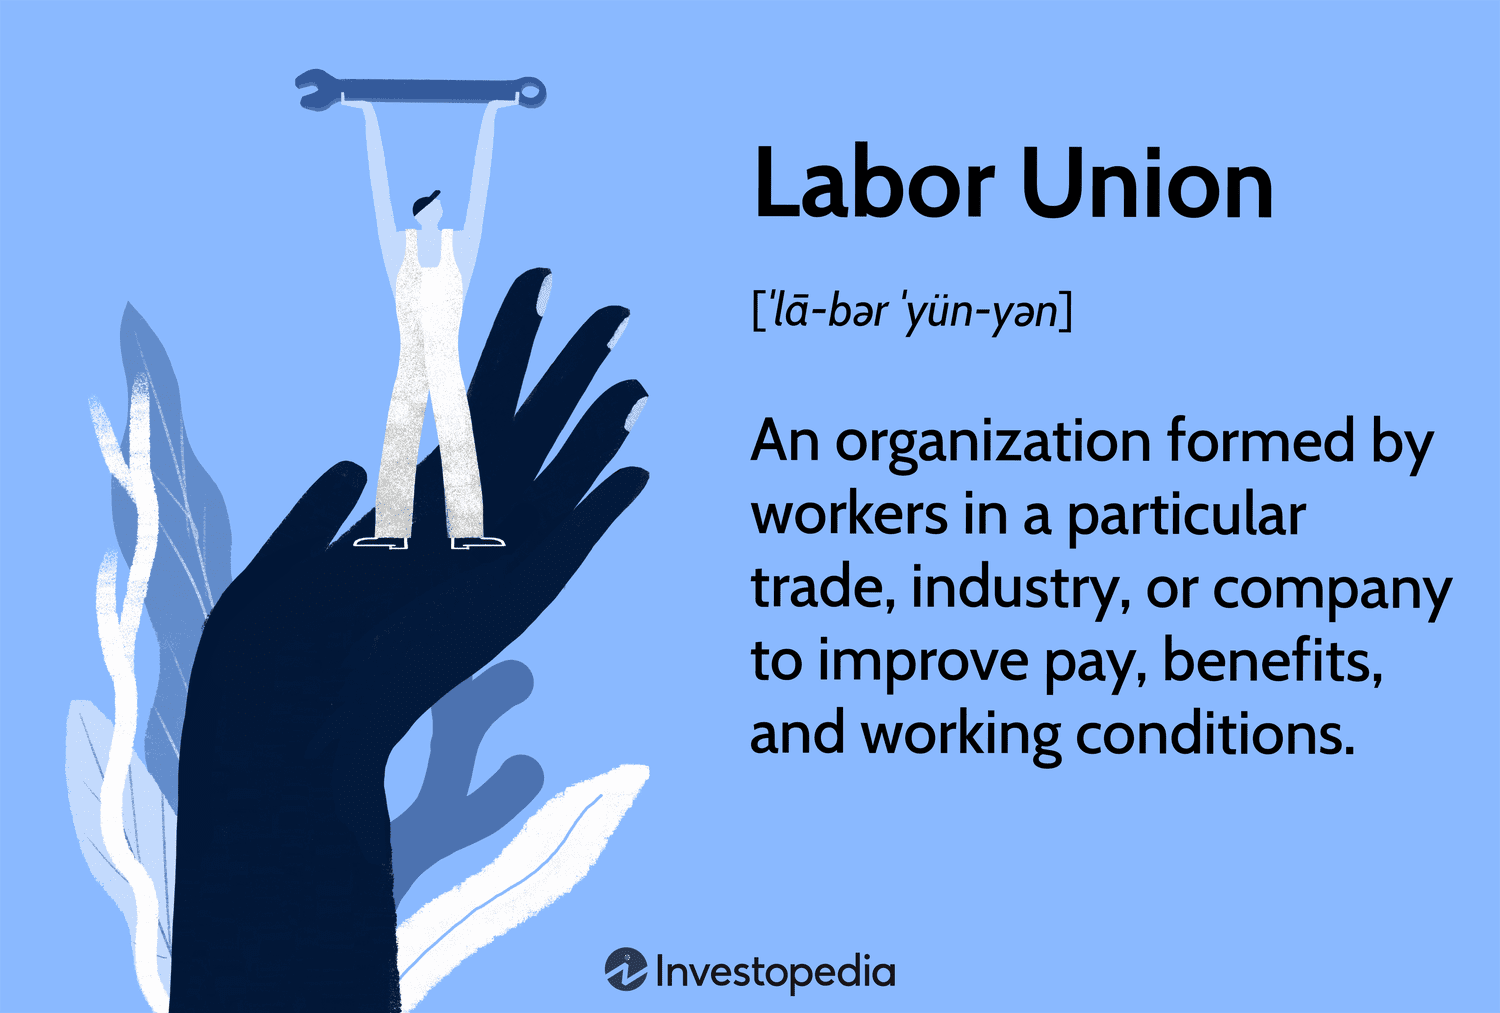 Labor Union
[ˈlā-bər ˈyün-yən]
An organization formed by
workers in a particular
trade, industry, or company
to improve pay, benefits,
and working conditions.
Investopedia